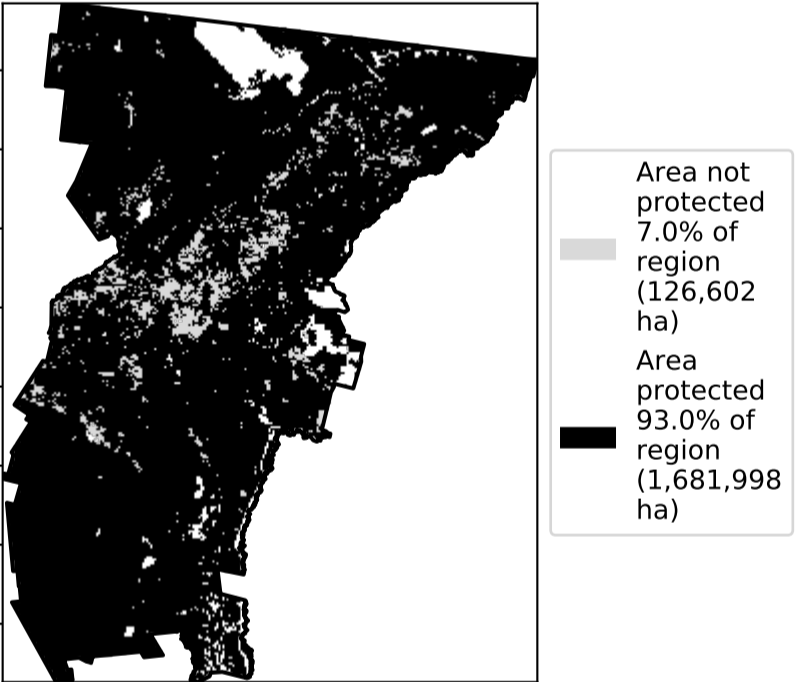 Area not
protected
7.0% of
region
(126,602
ha)
Area
protected
93.0% of
region
(1,681,998
ha)